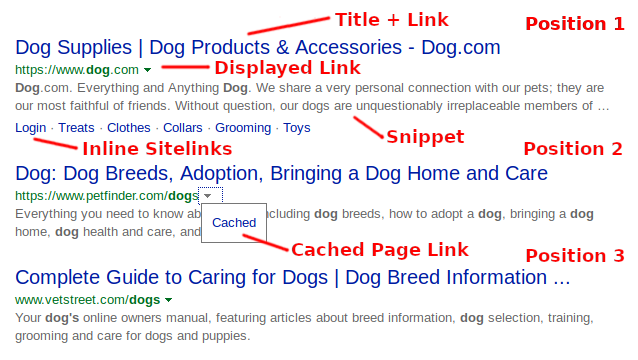 Title + Link
Position 1
Dog Supplies | Dog Products & Accessories - Dog.com
https://www.dog.com
Displayed Link
Dog.com. Everything and Anything Dog. We share a very personal connection with our pets; they are
our most faithful of friends. Without question, our dogs are unquestionably irreplaceable members of ...
Login · Treats · Clothes · Collars · Grooming · Toys
Snippet
Inline Sitelinks
Position 2
Dog: Dog Breeds, Adoption, Bringing a Dog Home and Care
https://www.petfinder.com/dogs
Everything you need to know including dog breeds, how to adopt a dog, bringing a dog
home, dog health and care, and
Cached
Cached Page Link
Position 3
Complete Guide to Caring for Dogs | Dog Breed Information ...
www.vetstreet.com/dogs
Your dog's online owners manual, featuring articles about breed information, dog selection, training,
grooming and care for dogs and puppies.